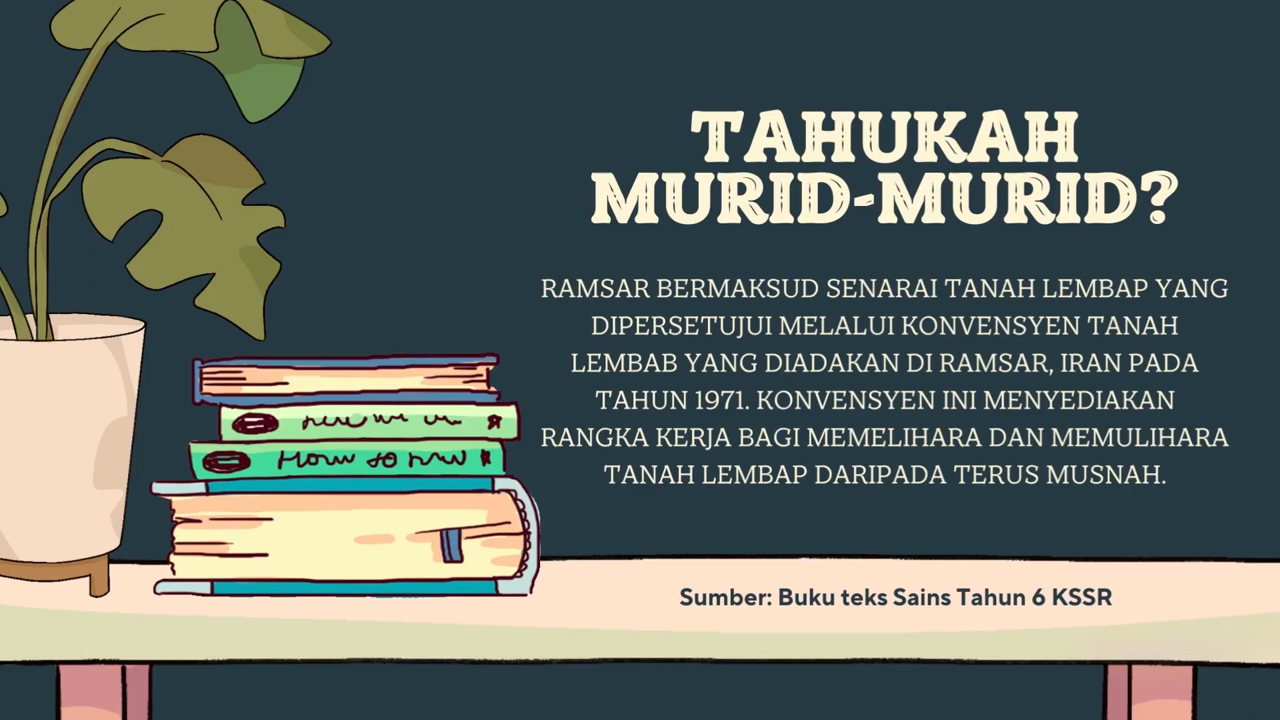 TAHUKAH
MURID-MURID?
RAMSAR BERMAKSUD SENARAI TANAH LEMBAP YANG
DIPERSETUJUI MELALUI KONVENSYEN TANAH
LEMBAB YANG DIADAKAN DI RAMSAR, IRAN PADA
TAHUN 1971. KONVENSYEN INI MENYEDIAKAN
RANGKA KERJA BAGI MEMELIHARA DAN MEMULIHARA
TANAH LEMBAP DARIPADA TERUS MUSNAH.
Sumber: Buku teks Sains Tahun 6 KSSR